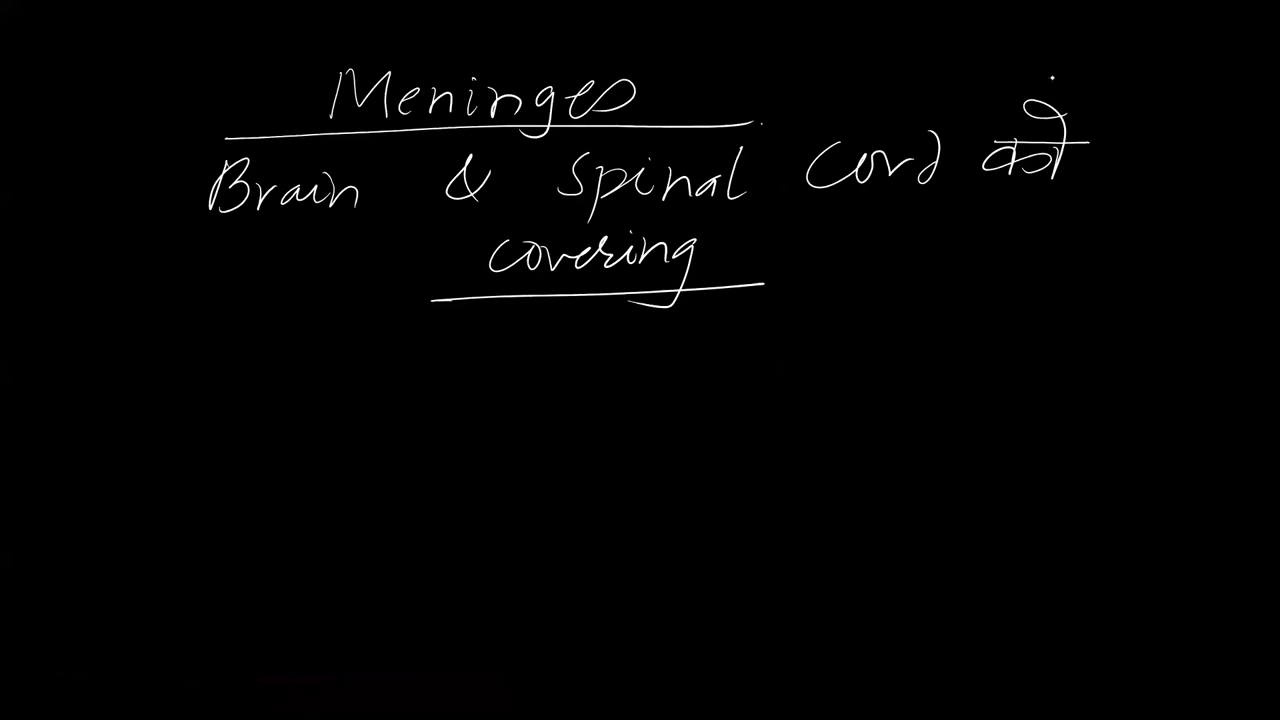 Meninges
Brain & Spinal Cord की
covering